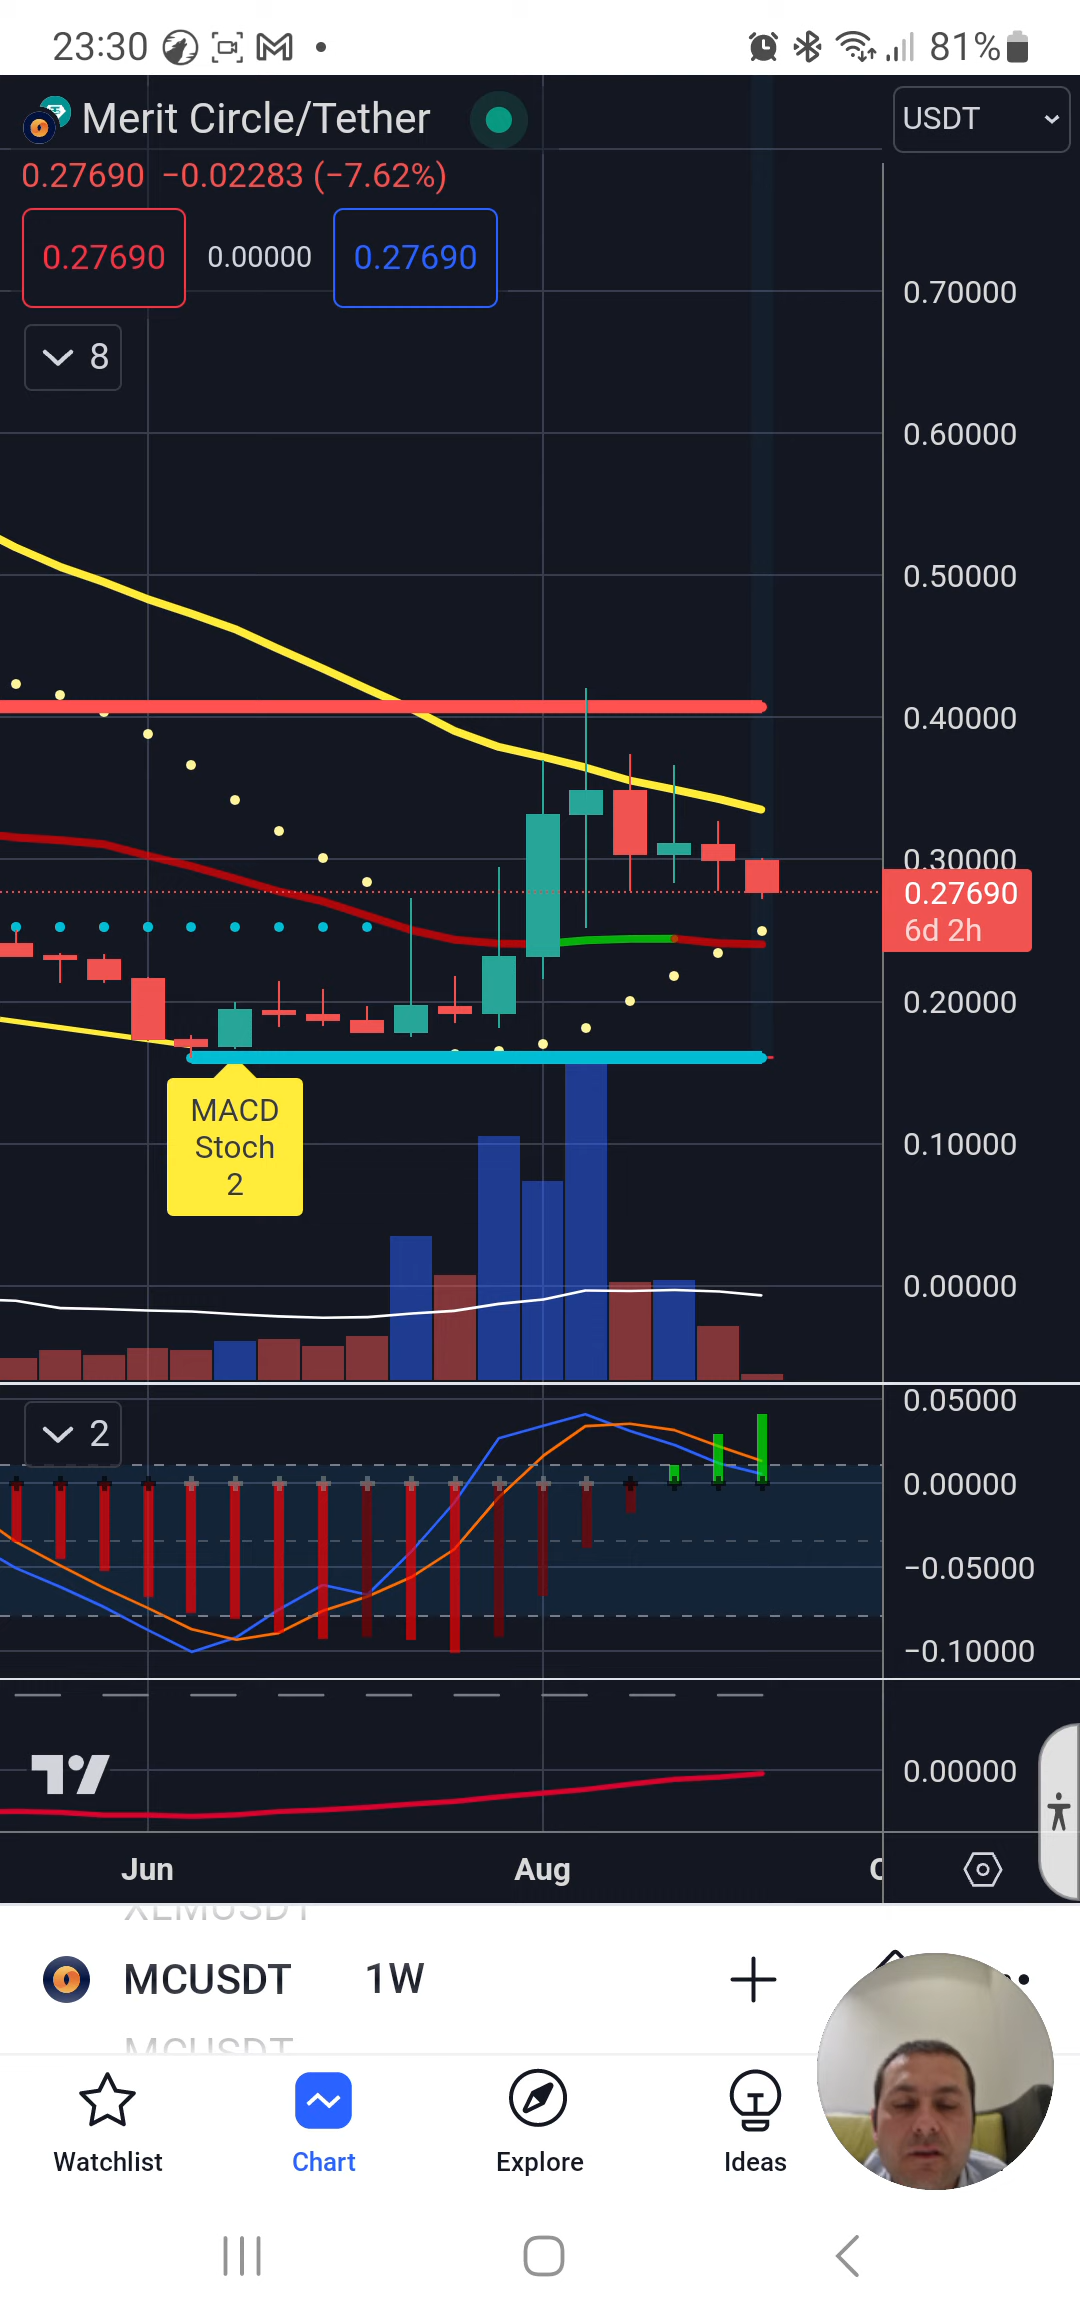 23:30
81%
Merit Circle/Tether
USDT
0.27690 −0.02283 (−7.62%)
0.27690 0.00000 0.27690
8
0.70000
0.60000
0.50000
0.40000
0.30000
0.27690
6d 2h
0.20000
MACD
Stoch
2
0.10000
0.00000
0.05000
2
0.00000
−0.05000
−0.10000
0.00000
Jun Aug
XLMUSDT
MCUSDT 1W
MCUSDT
Watchlist Chart Explore Ideas